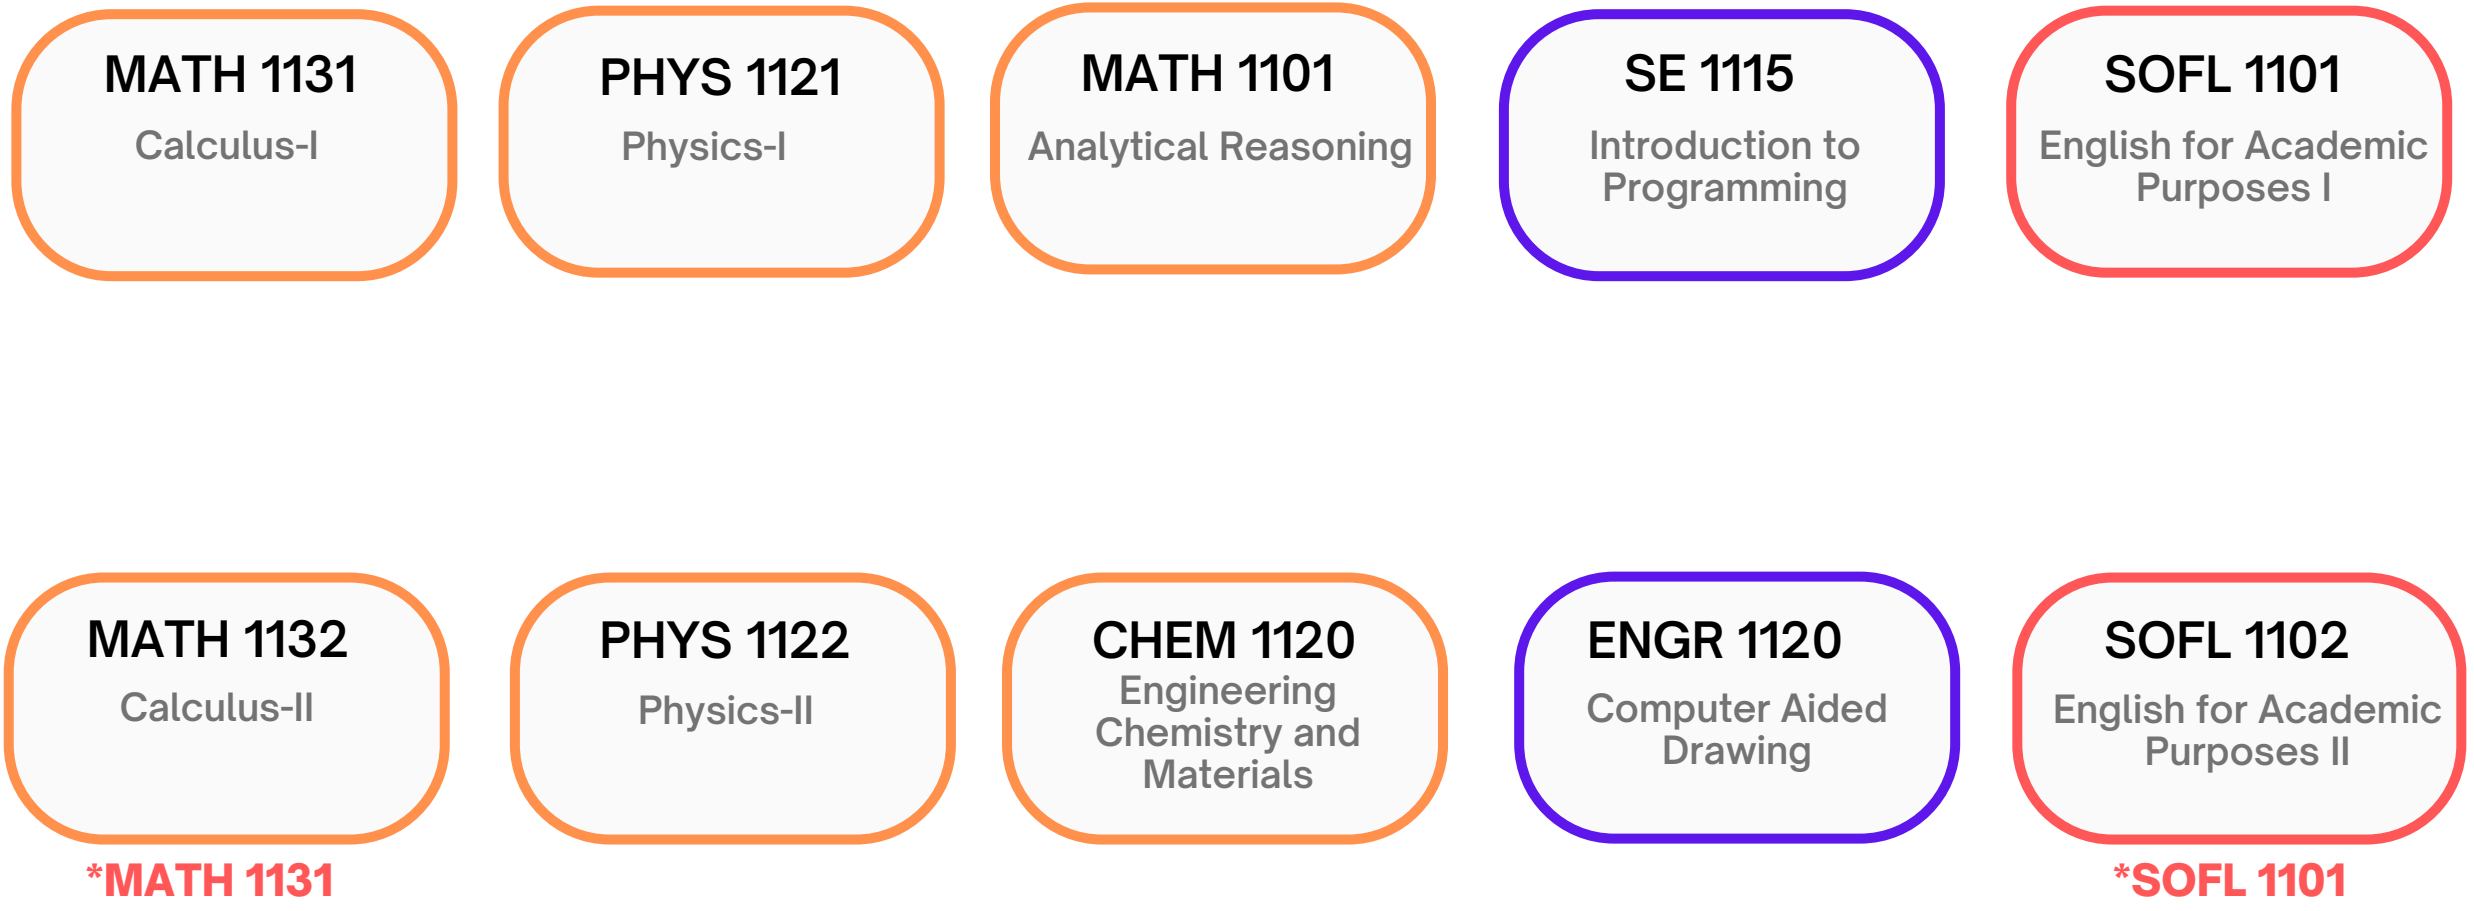 MATH 1131
Calculus-I
PHYS 1121
Physics-I
MATH 1101
Analytical Reasoning
SE 1115
Introduction to
Programming
SOFL 1101
English for Academic
Purposes I
MATH 1132
Calculus-II
*MATH 1131
PHYS 1122
Physics-II
CHEM 1120
Engineering
Chemistry and
Materials
ENGR 1120
Computer Aided
Drawing
SOFL 1102
English for Academic
Purposes II
*SOFL 1101